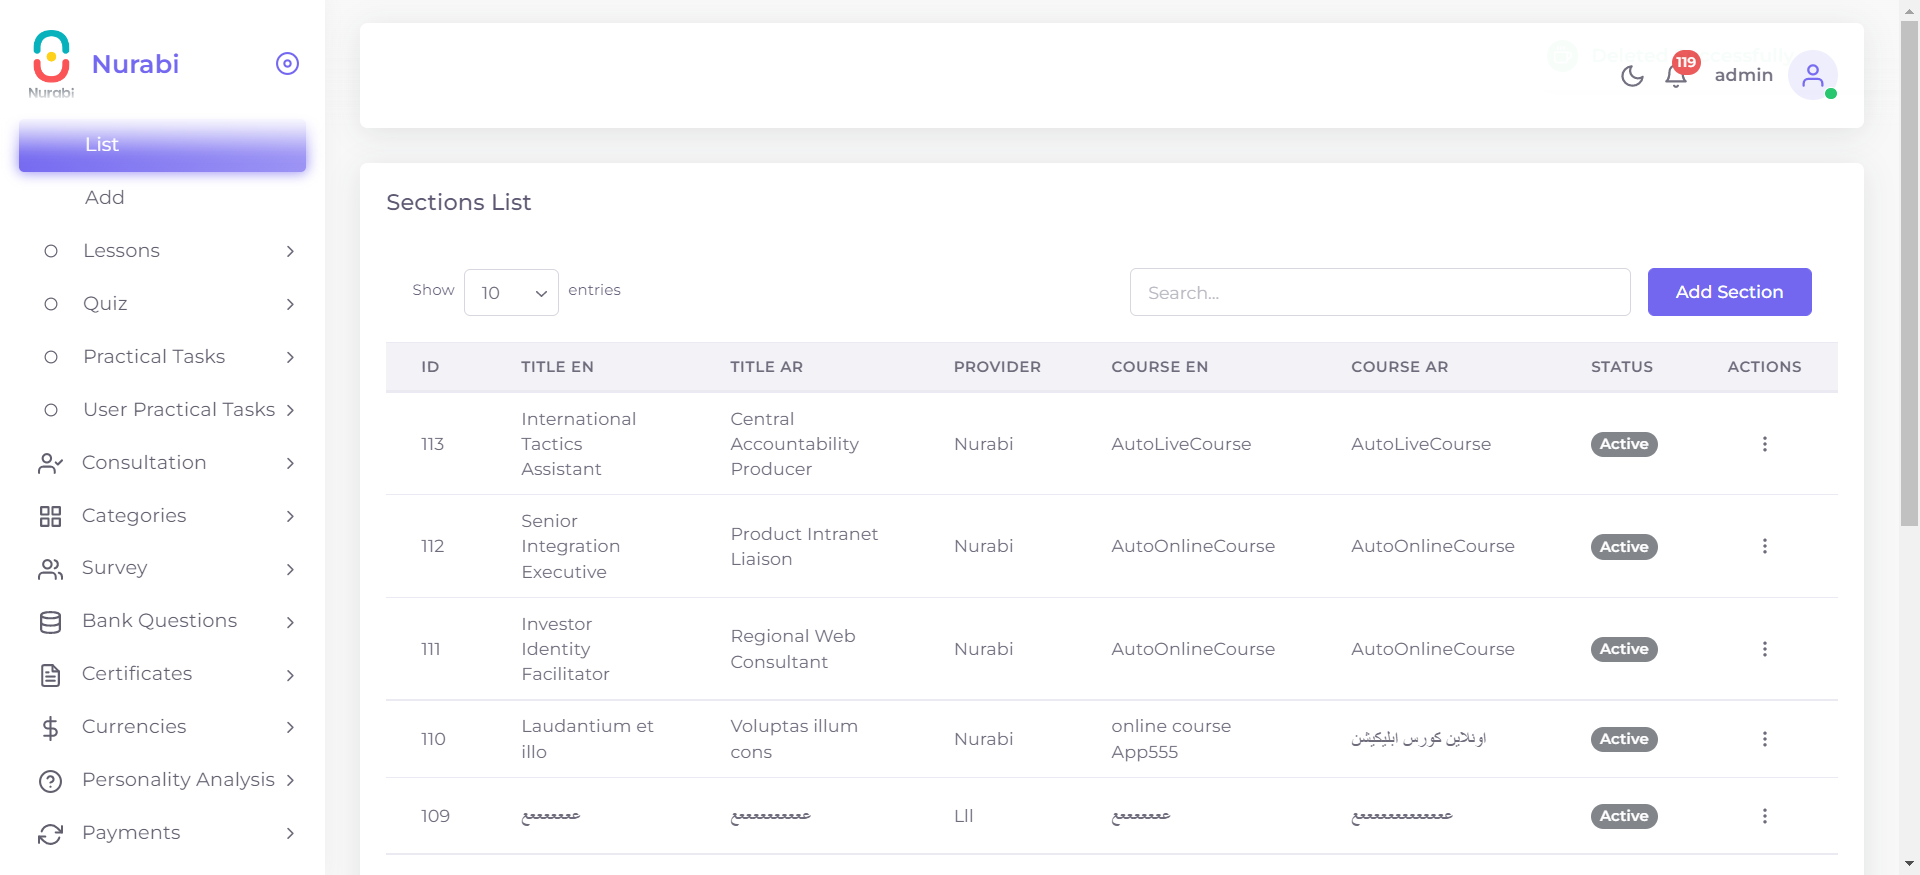 Nurabi
Nurabi
List
Add
Lessons
Quiz
Practical Tasks
User Practical Tasks
Consultation
Categories
Survey
Bank Questions
Certificates
Currencies
Personality Analysis
Payments
119
admin
Sections List
Show 10 entries
Search...
Add Section
ID TITLE EN TITLE AR PROVIDER COURSE EN COURSE AR STATUS ACTIONS
113 International Tactics Assistant Central Accountability Producer Nurabi AutoLiveCourse AutoLiveCourse Active
112 Senior Integration Executive Product Intranet Liaison Nurabi AutoOnlineCourse AutoOnlineCourse Active
111 Investor Identity Facilitator Regional Web Consultant Nurabi AutoOnlineCourse AutoOnlineCourse Active
110 Laudantium et illo Voluptas illum cons Nurabi online course App555 اونلاين كورس ابليكيشن Active
109 Lll Active